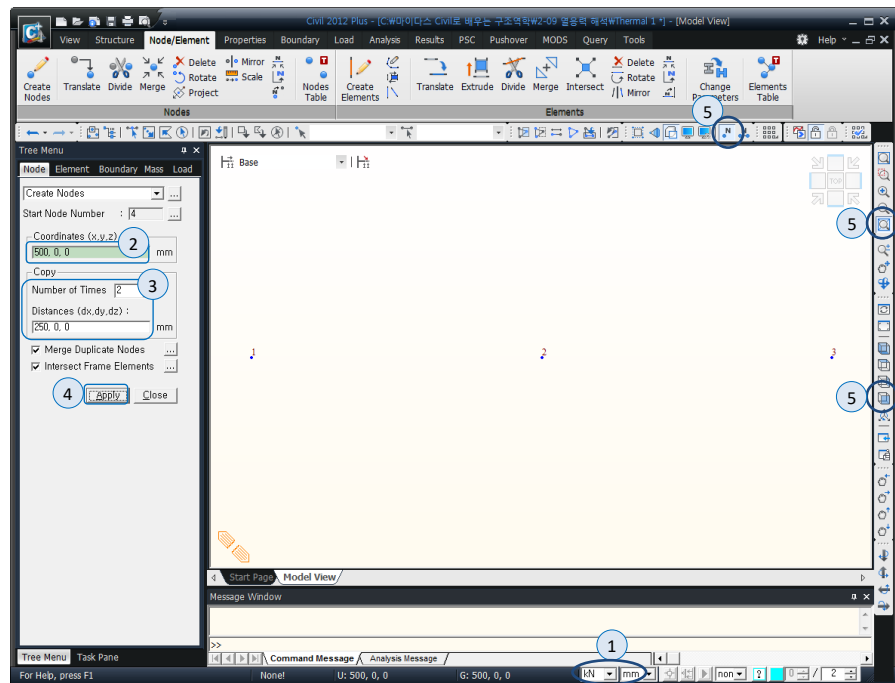 Civil 2012 Plus - [C:₩마이다스 Civil로 배우는 구조역학₩2-09 열응력 해석₩Thermal 1 *] - [Model View]
View Structure Node/Element Properties Boundary Load Analysis Results PSC Pushover MODS Query Tools Help
Create Nodes
Translate
Divide
Merge
Delete
Rotate
Project
Mirror
Scale
Nodes Table
Create Elements
Translate
Extrude
Divide
Merge
Intersect
Delete
Rotate
Mirror
Change Parameters
Elements Table
Nodes
Elements
5
Tree Menu
Node Element Boundary Mass Load
Create Nodes ...
Start Node Number : 4 ...
Coordinates (x,y,z)
2
500, 0, 0 mm
Copy
Number of Times 2
3
Distances (dx,dy,dz) :
250, 0, 0 mm
Merge Duplicate Nodes ...
Intersect Frame Elements ...
4
Apply Close
Base
TOP
5
1 2 3
5
Start Page Model View
Message Window
>>
1
Command Message Analysis Message
Tree Menu Task Pane
For Help, press F1 None! U: 500, 0, 0 G: 500, 0, 0 kN mm non ? 0 / 2